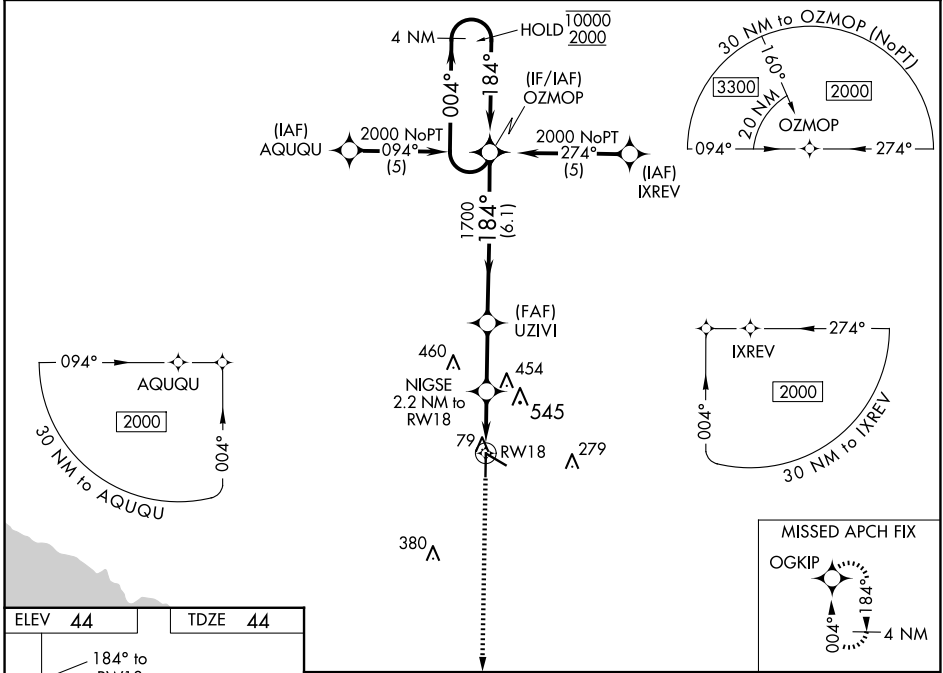 4 NM
HOLD 10000
2000
004°
184°
(IF/IAF)
OZMOP
(IAF)
AQUQU
2000 NoPT
094°
(5)
2000 NoPT
274°
(5)
(IAF)
IXREV
30 NM to OZMOP (NoPT)
160°
3300
2000
20 NM
OZMOP
094°
274°
1700
184°
(6.1)
(FAF)
UZIVI
460
454
NIGSE
2.2 NM to
RW18
545
79
RW18
279
380
094°
AQUQU
2000
004°
30 NM to AQUQU
274°
IXREV
2000
004°
30 NM to IXREV
MISSED APCH FIX
OGKIP
184°
004°
4 NM
ELEV 44
TDZE 44
184° to
RW18